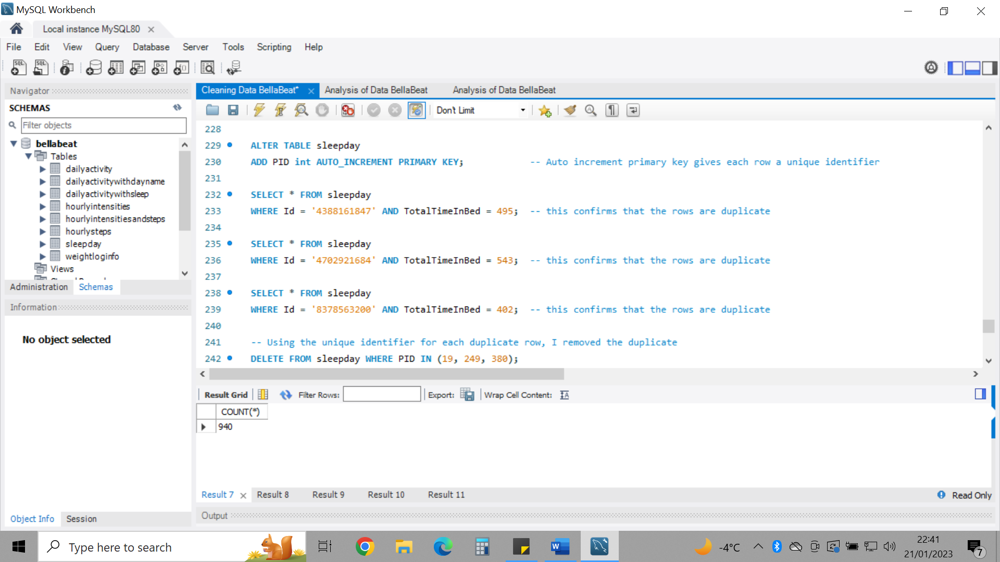 MySQL Workbench
Local instance MySQL80
File Edit View Query Database Server Tools Scripting Help
Navigator
SCHEMAS
Filter objects
bellabeat
Tables
dailyactivity
dailyactivitywithdayname
dailyactivitywithsleep
hourlyintensities
hourlyintensitiesandsteps
hourlysteps
sleepday
weightloginfo
Views
Administration Schemas
Information
No object selected
Object Info Session
Cleaning Data BellaBeat* Analysis of Data BellaBeat Analysis of Data BellaBeat
Don't Limit
228
229 ALTER TABLE sleepday
230 ADD PID int AUTO_INCREMENT PRIMARY KEY; -- Auto increment primary key gives each row a unique identifier
231
232 SELECT * FROM sleepday
233 WHERE Id = '4388161847' AND TotalTimeInBed = 495; -- this confirms that the rows are duplicate
234
235 SELECT * FROM sleepday
236 WHERE Id = '4702921684' AND TotalTimeInBed = 543; -- this confirms that the rows are duplicate
237
238 SELECT * FROM sleepday
239 WHERE Id = '8378563200' AND TotalTimeInBed = 402; -- this confirms that the rows are duplicate
240
241 -- Using the unique identifier for each duplicate row, I removed the duplicate
242 DELETE FROM sleepday WHERE PID IN (19, 249, 380);
Result Grid Filter Rows: Export: Wrap Cell Content:
COUNT(*)
940
Result 7 Result 8 Result 9 Result 10 Result 11 Read Only
Output
Type here to search
-4°C
22:41
21/01/2023
7